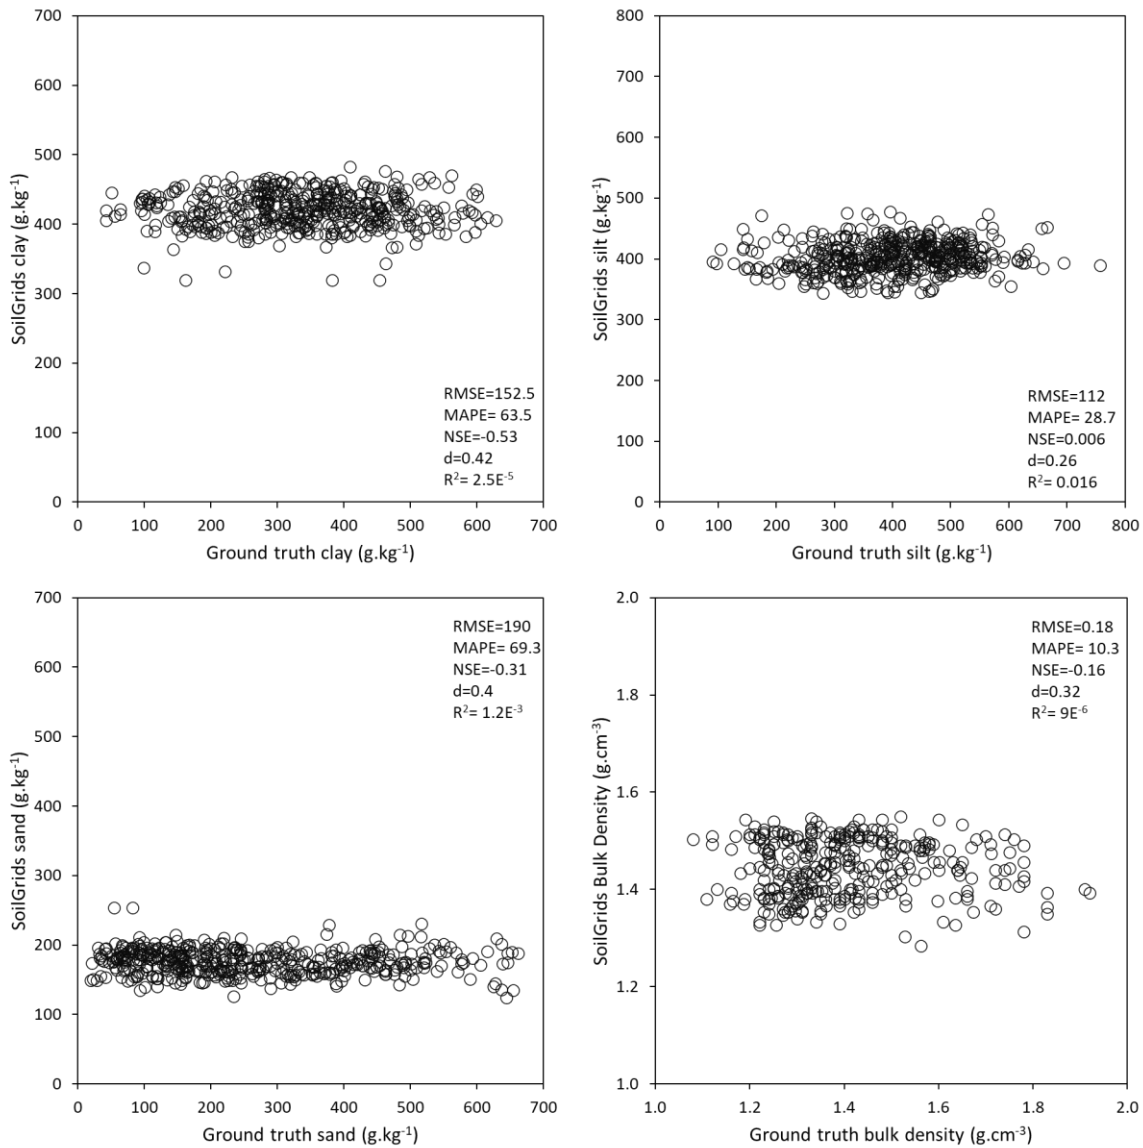 700
600
500
400
300
200
100
0
SoilGrids clay (g.kg⁻¹)
RMSE=152.5
MAPE= 63.5
NSE=-0.53
d=0.42
R²= 2.5E⁻⁵
0 100 200 300 400 500 600 700
Ground truth clay (g.kg⁻¹)
800
700
600
500
400
300
200
100
0
SoilGrids silt (g.kg⁻¹)
RMSE=112
MAPE= 28.7
NSE=0.006
d=0.26
R²= 0.016
0 100 200 300 400 500 600 700 800
Ground truth silt (g.kg⁻¹)
700
600
500
400
300
200
100
0
SoilGrids sand (g.kg⁻¹)
RMSE=190
MAPE= 69.3
NSE=-0.31
d=0.4
R²= 1.2E⁻³
0 100 200 300 400 500 600 700
Ground truth sand (g.kg⁻¹)
2.0
1.8
1.6
1.4
1.2
1.0
SoilGrids Bulk Density (g.cm⁻³)
RMSE=0.18
MAPE= 10.3
NSE=-0.16
d=0.32
R²= 9E⁻⁶
1.0 1.2 1.4 1.6 1.8 2.0
Ground truth bulk density (g.cm⁻³)